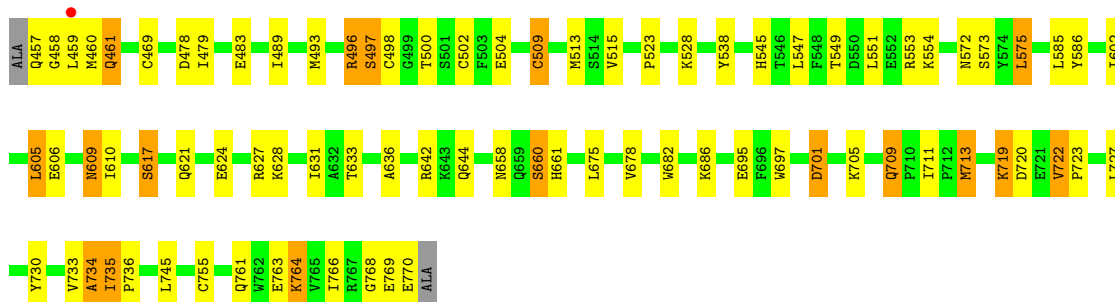 ALA Q457 G458 L459 M460 Q461 C469 D478 I479 E483 I489 M493 R496 S497 C498 G499 T500 S501 C502 F503 E504 C509 M513 S514 V515 P523 K528 Y538 H545 T546 L547 F548 T549 D550 L551 E552 R553 K554 N572 S573 Y574 L575 L585 Y586
L605 E606 N609 I610 S617 Q621 E624 R627 K628 I631 A632 T633 A636 R642 K643 Q644 N658 Q659 S660 H661 L675 V678 W682 K686 E695 F696 W697 D701 K705 Q709 P710 I711 P712 M713 K719 D720 E721 V722 P723
Y730 V733 A734 I735 P736 L745 C755 Q761 W762 E763 K764 V765 I766 R767 G768 E769 E770 ALA